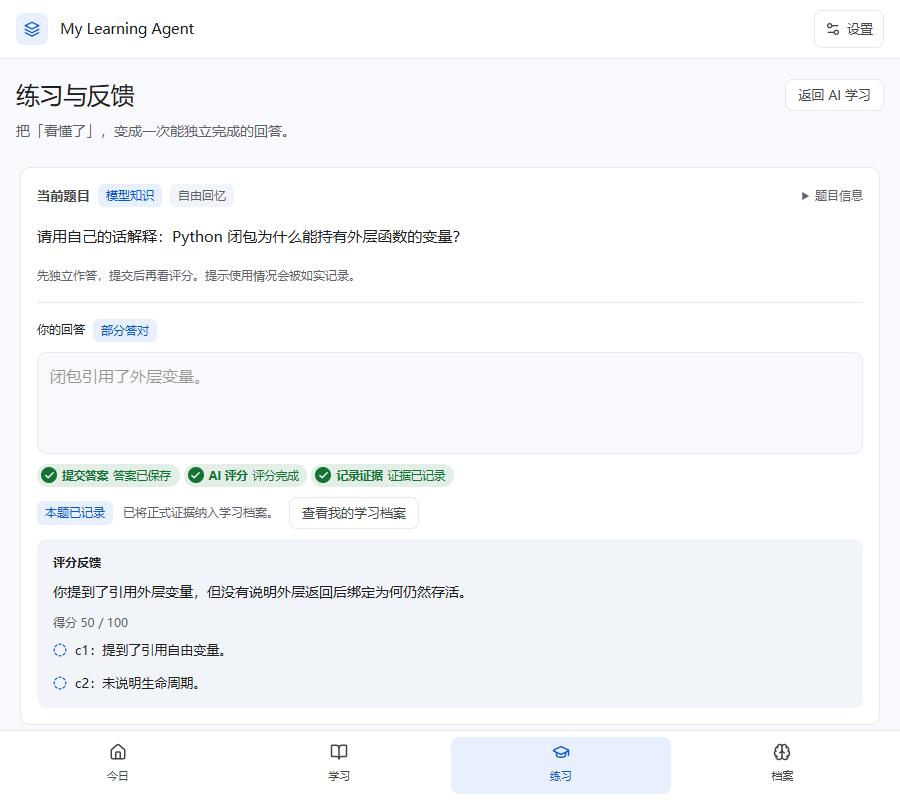 My Learning Agent
设置
练习与反馈
返回 AI 学习
把「看懂了」，变成一次能独立完成的回答。
当前题目 模型知识 自由回忆
题目信息
请用自己的话解释：Python 闭包为什么能持有外层函数的变量？
先独立作答，提交后再看评分。提示使用情况会被如实记录。
你的回答 部分答对
闭包引用了外层变量。
提交答案 答案已保存 AI 评分 评分完成 记录证据 证据已记录
本题已记录 已将正式证据纳入学习档案。 查看我的学习档案
评分反馈
你提到了引用外层变量，但没有说明外层返回后绑定为何仍然存活。
得分 50 / 100
c1：提到了引用自由变量。
c2：未说明生命周期。
今日 学习 练习 档案